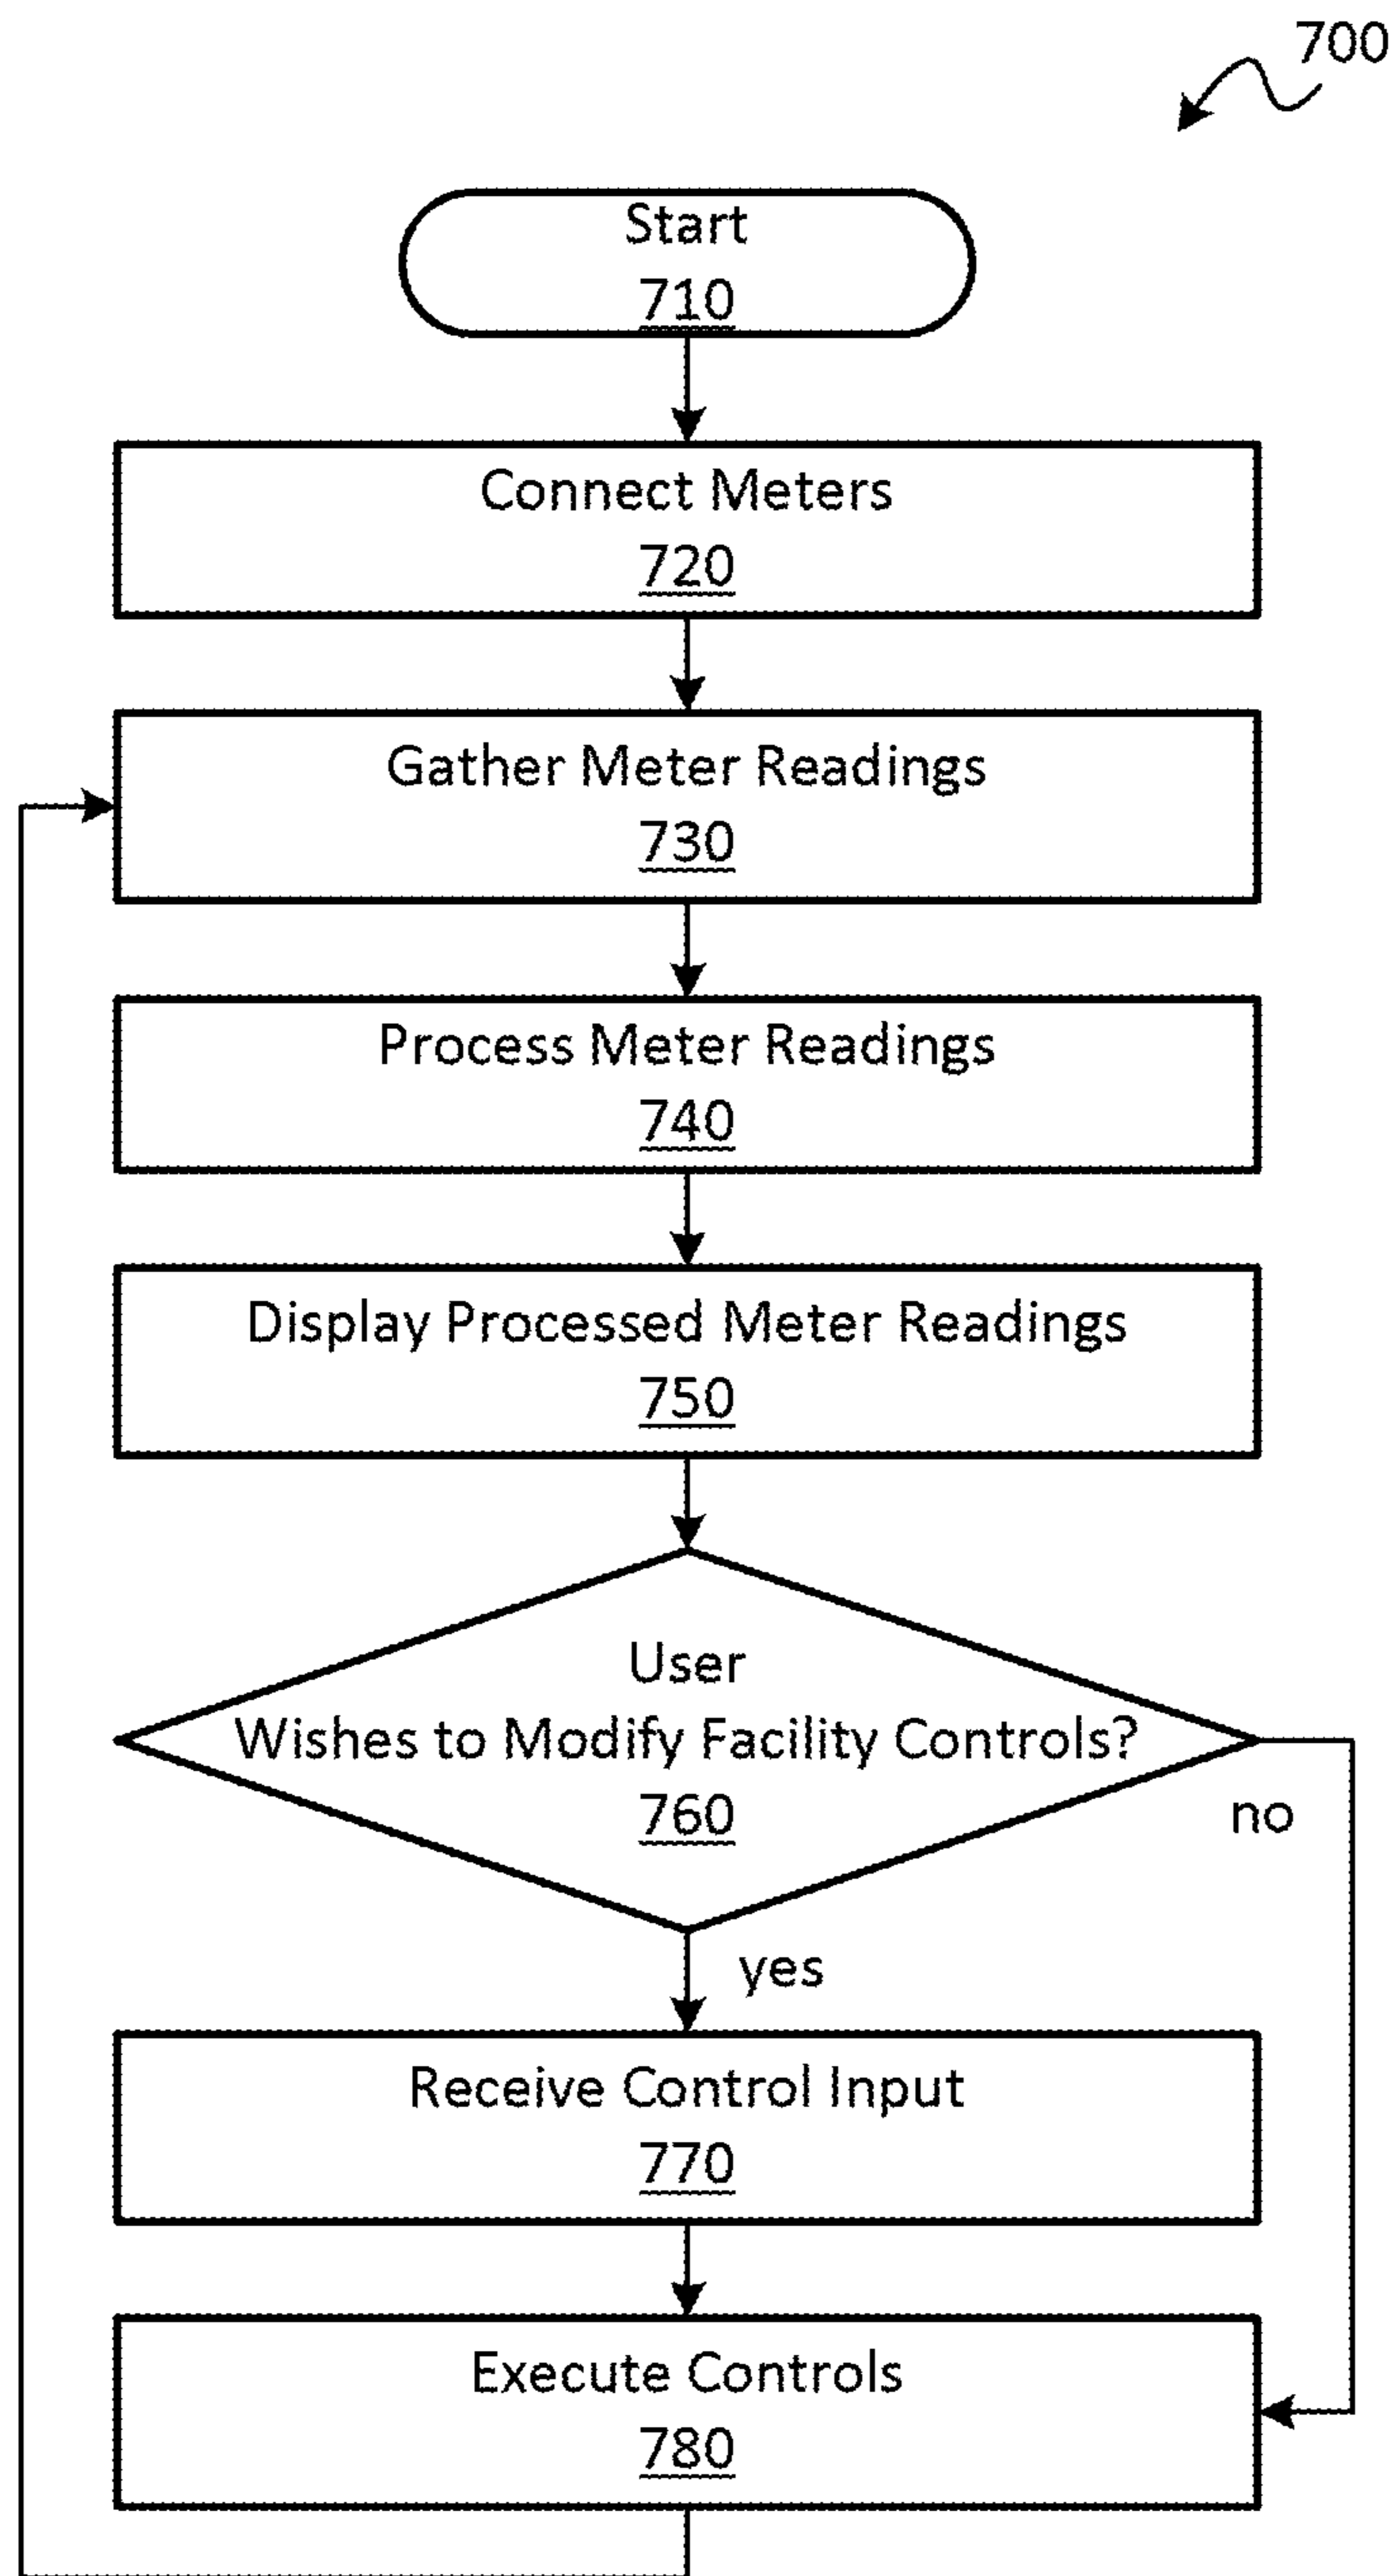 700
Start
710
Connect Meters
720
Gather Meter Readings
730
Process Meter Readings
740
Display Processed Meter Readings
750
User
Wishes to Modify Facility Controls?
760
no
yes
Receive Control Input
770
Execute Controls
780